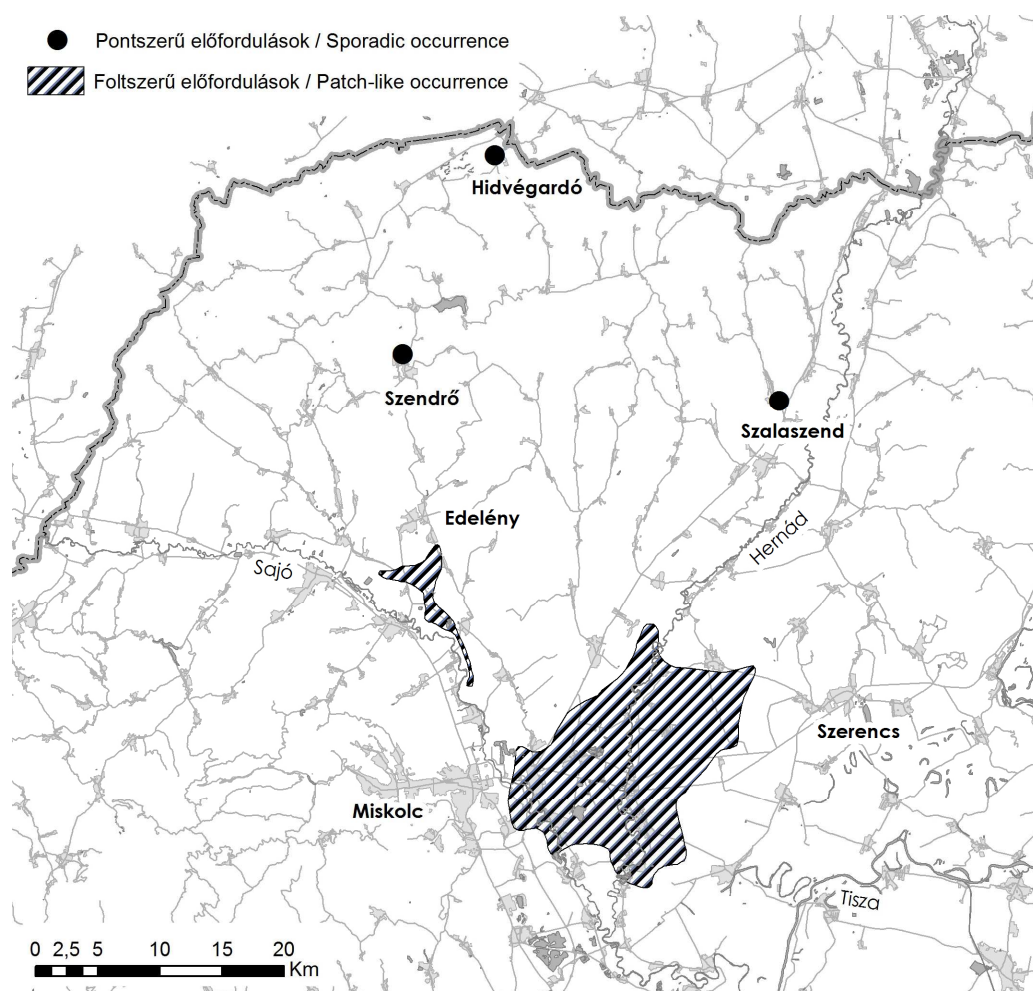 Pontszerű előfordulások / Sporadic occurrence
Foltszerű előfordulások / Patch-like occurrence
Hidvégardó
Szendrő
Szalaszend
Edelény
Hernád
Sajó
Szerencs
Miskolc
Tisza
0 2,5 5 10 15 20
Km